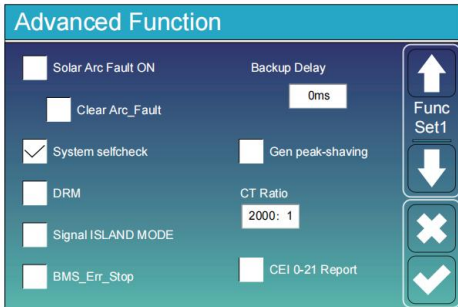 Advanced Function
Solar Arc Fault ON
Backup Delay
0ms
Clear Arc_Fault
Func
Set1
System selfcheck
Gen peak-shaving
DRM
CT Ratio
2000: 1
Signal ISLAND MODE
BMS_Err_Stop
CEI 0-21 Report